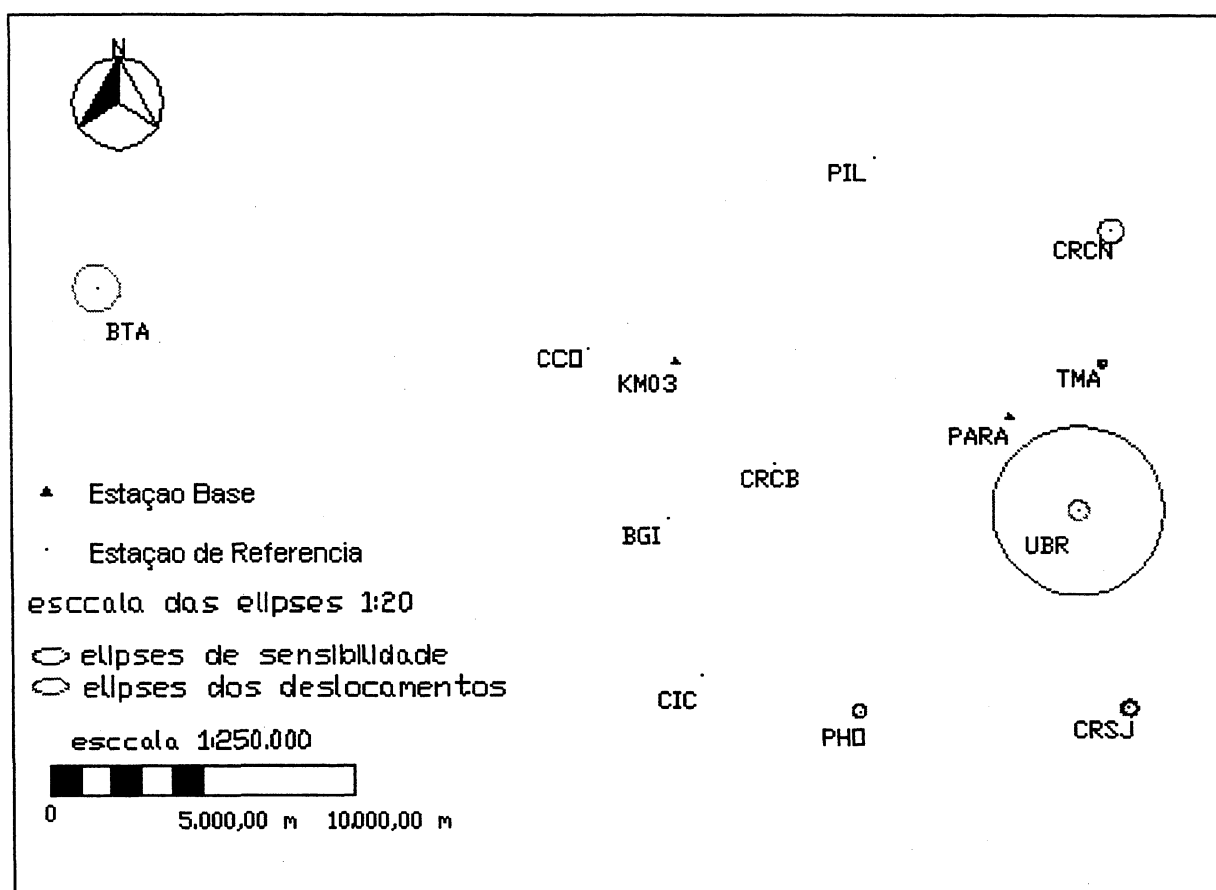 N
PIL
CRCN
BTA
CCO
KM03
TMA
PARA
CRCB
BGI
UBR
Estaçao Base
Estaçao de Referencia
esccala das elipses 1:20
elipses de sensibilidade
elipses dos deslocamentos
CIC
PHO
CRSJ
esccala 1:250.000
0 5.000,00 m 10.000,00 m